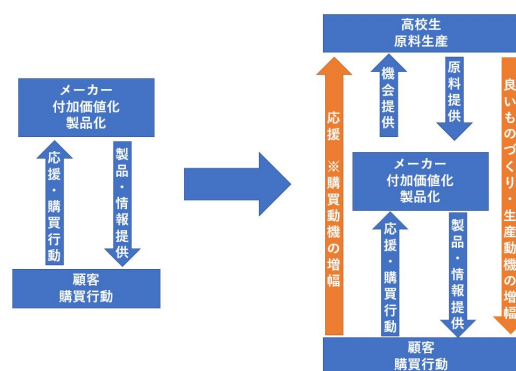 メーカー
付加価値化
製品化
応援・購買行動
製品・情報提供
顧客
購買行動
高校生
原料生産
応援 ※購買動機の増幅
機会提供
原料提供
良いものづくり・生産動機の増幅
メーカー
付加価値化
製品化
応援・購買行動
製品・情報提供
顧客
購買行動